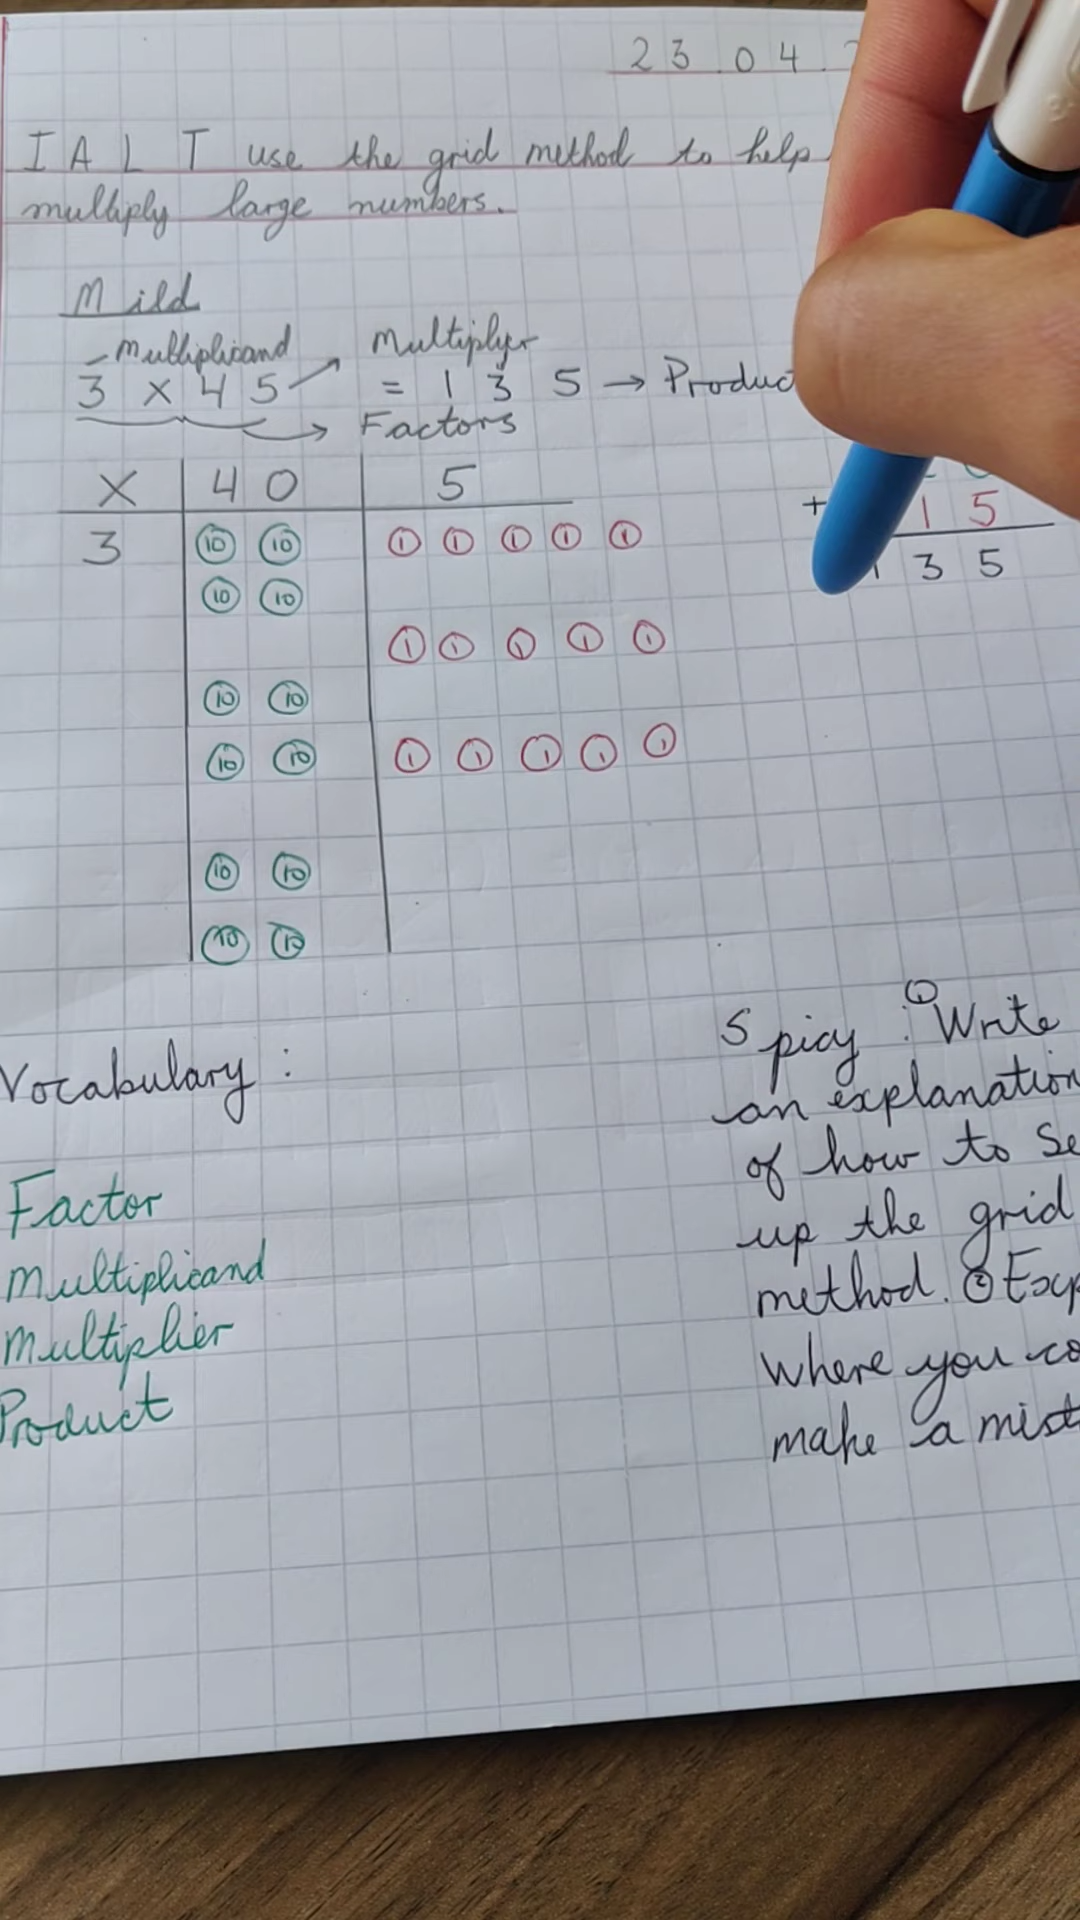 23.04.
I A L T use the grid method to help
multiply large numbers.
Mild
Multiplicand
Multiplyer
3 x 45 = 135 → Produc
Factors
X 40 5
3 10 10 1 1 1 1 1
10 10
1 1 1 1 1
10 10
10 10 1 1 1 1 1
10 10
10 10
+ 15
135
Vocabulary :
Factor
Multiplicand
Multiplier
Product
Spicy : ① Write
an explanation
of how to se
up the grid
method. ② Exp
where you co
make a mist